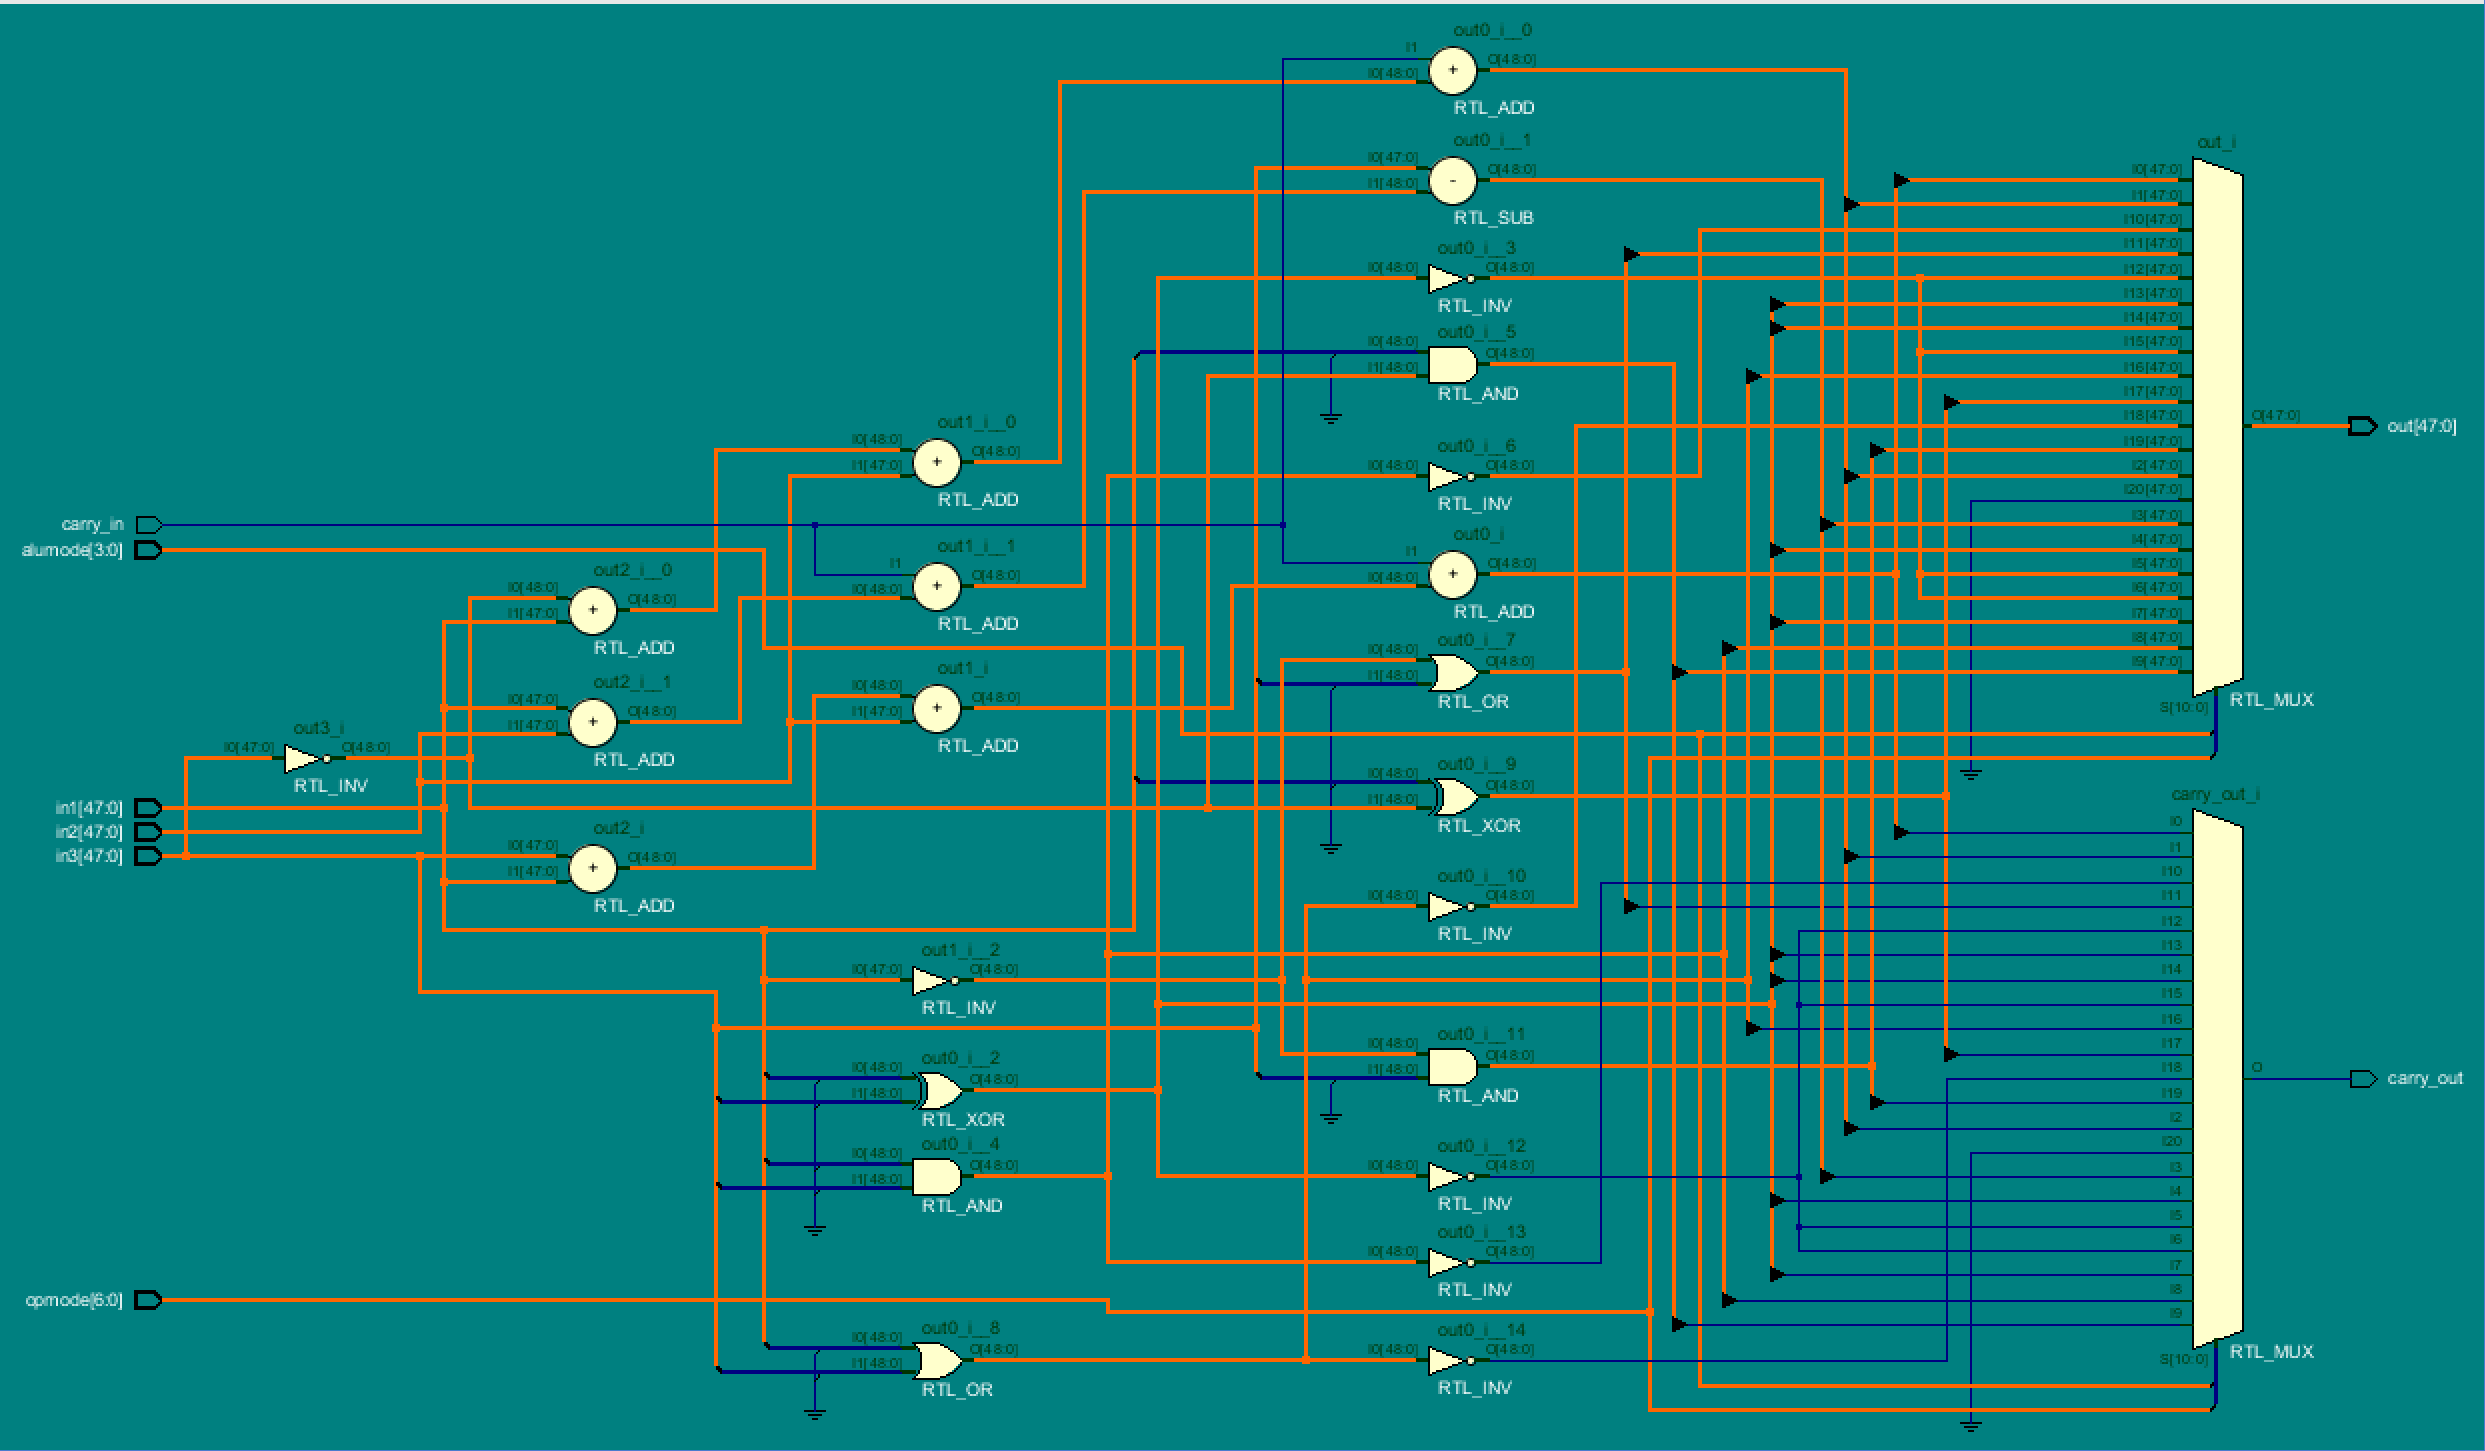 carry_in
alumode[3:0]
in1[47:0]
in2[47:0]
in3[47:0]
opmode[6:0]
out3_i
I0[47:0]
O[48:0]
RTL_INV
out2_i__0
I0[48:0]
I1[47:0]
O[48:0]
RTL_ADD
out2_i__1
I0[47:0]
I1[47:0]
O[48:0]
RTL_ADD
out2_i
I0[47:0]
I1[47:0]
O[48:0]
RTL_ADD
out1_i__0
I0[48:0]
I1[47:0]
O[48:0]
RTL_ADD
out1_i__1
I1
I0[48:0]
O[48:0]
RTL_ADD
out1_i
I0[48:0]
I1[47:0]
O[48:0]
RTL_ADD
out1_i__2
I0[47:0]
O[48:0]
RTL_INV
out0_i__2
I0[48:0]
I1[48:0]
O[48:0]
RTL_XOR
out0_i__4
I0[48:0]
I1[48:0]
O[48:0]
RTL_AND
out0_i__8
I0[48:0]
I1[48:0]
O[48:0]
RTL_OR
out0_i__0
I1
I0[48:0]
O[48:0]
RTL_ADD
out0_i__1
I0[47:0]
I1[48:0]
O[48:0]
RTL_SUB
out0_i__3
I0[48:0]
O[48:0]
RTL_INV
out0_i__5
I0[48:0]
I1[48:0]
O[48:0]
RTL_AND
out0_i__6
I0[48:0]
O[48:0]
RTL_INV
out0_i
I1
I0[48:0]
O[48:0]
RTL_ADD
out0_i__7
I0[48:0]
I1[48:0]
O[48:0]
RTL_OR
out0_i__9
I0[48:0]
I1[48:0]
O[48:0]
RTL_XOR
out0_i__10
I0[48:0]
O[48:0]
RTL_INV
out0_i__11
I0[48:0]
I1[48:0]
O[48:0]
RTL_AND
out0_i__12
I0[48:0]
O[48:0]
RTL_INV
out0_i__13
I0[48:0]
O[48:0]
RTL_INV
out0_i__14
I0[48:0]
O[48:0]
RTL_INV
out_i
I0[47:0]
I1[47:0]
I10[47:0]
I11[47:0]
I12[47:0]
I13[47:0]
I14[47:0]
I15[47:0]
I16[47:0]
I17[47:0]
I18[47:0]
I19[47:0]
I2[47:0]
I20[47:0]
I3[47:0]
I4[47:0]
I5[47:0]
I6[47:0]
I7[47:0]
I8[47:0]
I9[47:0]
S[10:0]
O[47:0]
RTL_MUX
out[47:0]
carry_out_i
I0
I1
I10
I11
I12
I13
I14
I15
I16
I17
I18
I19
I2
I20
I3
I4
I5
I6
I7
I8
I9
S[10:0]
O
RTL_MUX
carry_out